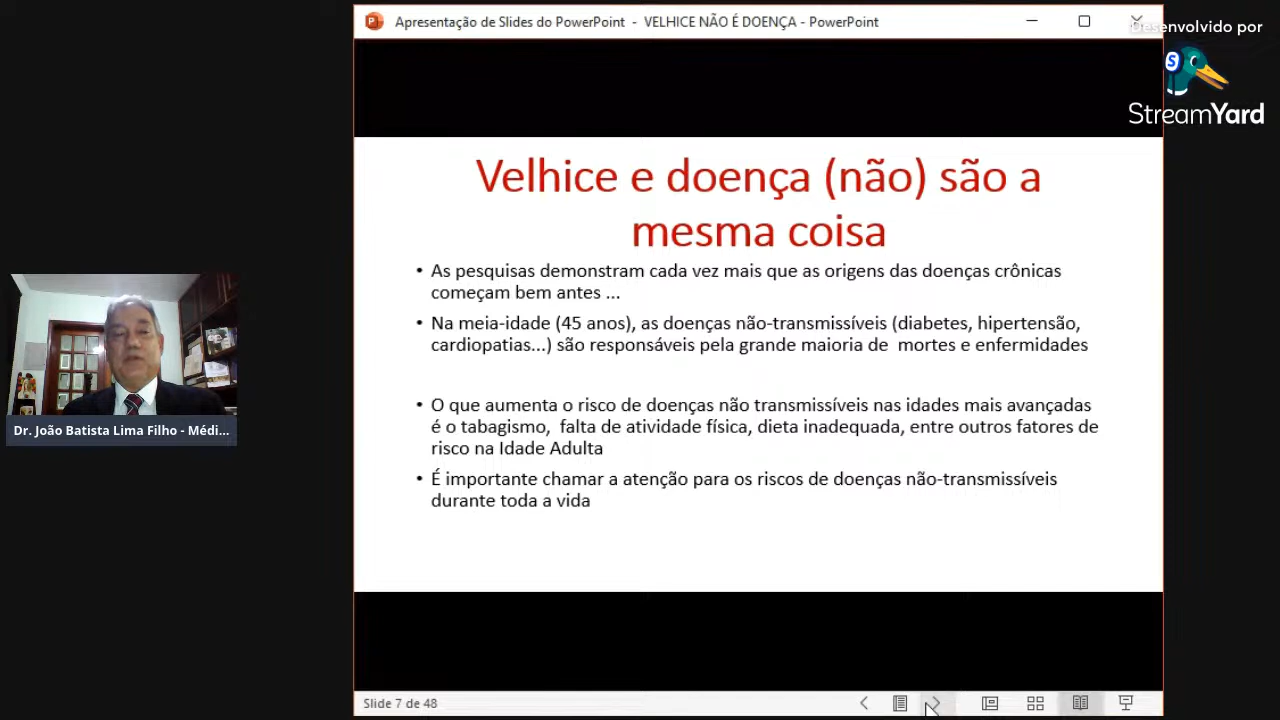 Apresentação de Slides do PowerPoint - VELHICE NÃO É DOENÇA - PowerPoint
Desenvolvido por
S
StreamYard
Velhice e doença (não) são a
mesma coisa
• As pesquisas demonstram cada vez mais que as origens das doenças crônicas
começam bem antes ...
• Na meia-idade (45 anos), as doenças não-transmissíveis (diabetes, hipertensão,
cardiopatias...) são responsáveis pela grande maioria de mortes e enfermidades
• O que aumenta o risco de doenças não transmissíveis nas idades mais avançadas
é o tabagismo, falta de atividade física, dieta inadequada, entre outros fatores de
risco na Idade Adulta
• É importante chamar a atenção para os riscos de doenças não-transmissíveis
durante toda a vida
Dr. João Batista Lima Filho - Médi...
Slide 7 de 48